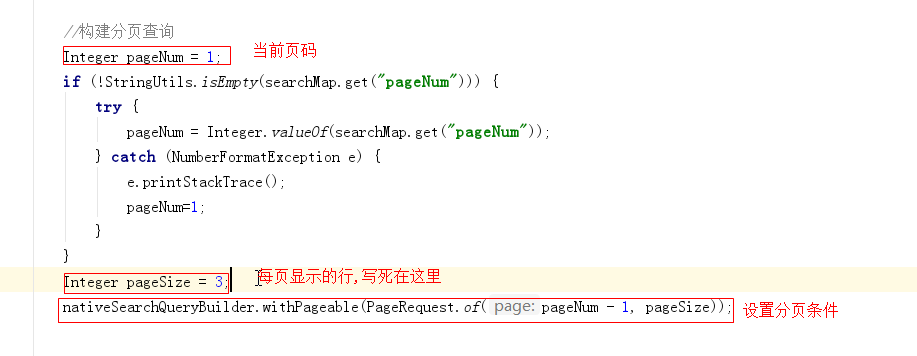 //构建分页查询
Integer pageNum = 1; 当前页码
if (!StringUtils.isEmpty(searchMap.get("pageNum"))) {
try {
pageNum = Integer.valueOf(searchMap.get("pageNum"));
} catch (NumberFormatException e) {
e.printStackTrace();
pageNum=1;
}
}
Integer pageSize = 3; 每页显示的行,写死在这里
nativeSearchQueryBuilder.withPageable(PageRequest.of( page: pageNum - 1, pageSize)); 设置分页条件